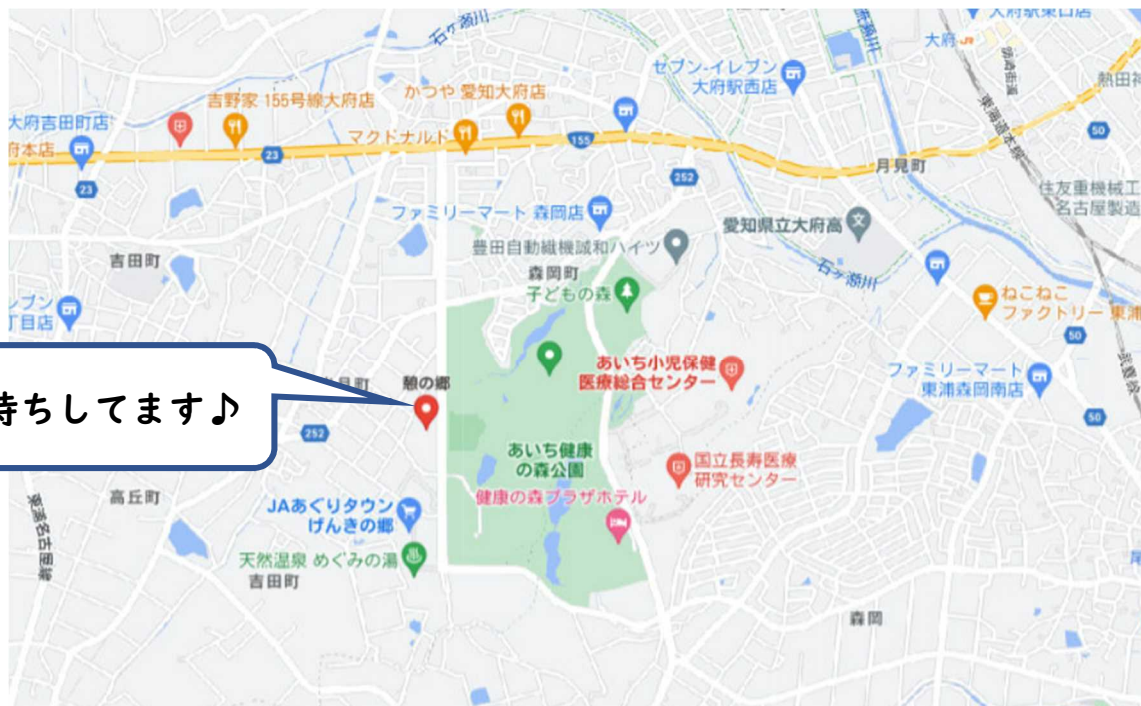 石ヶ瀬川
大府駅東口店
大府
セブン-イレブン
大府駅西店
吉野家 155号線大府店
かつや 愛知大府店
大府吉田町店
府本店
マクドナルド
23
155
東海道本線
50
熱田神
23
252
月見町
住友重機械工
名古屋製造
ファミリーマート 森岡店
愛知県立大府高
豊田自動織機誠和ハイツ
吉田町
森岡町
子どもの森
石ヶ瀬川
ねこねこ
ファクトリー 東浦
丁目店
50
武豊線
あいち小児保健
医療総合センター
ファミリーマート
東浦森岡南店
憩の郷
待ちしてます♪
252
50
あいち健康
の森公園
国立長寿医療
研究センター
高丘町
JAあぐりタウン
げんきの郷
健康の森プラザホテル
東浦名古屋線
天然温泉 めぐみの湯
吉田町
森岡